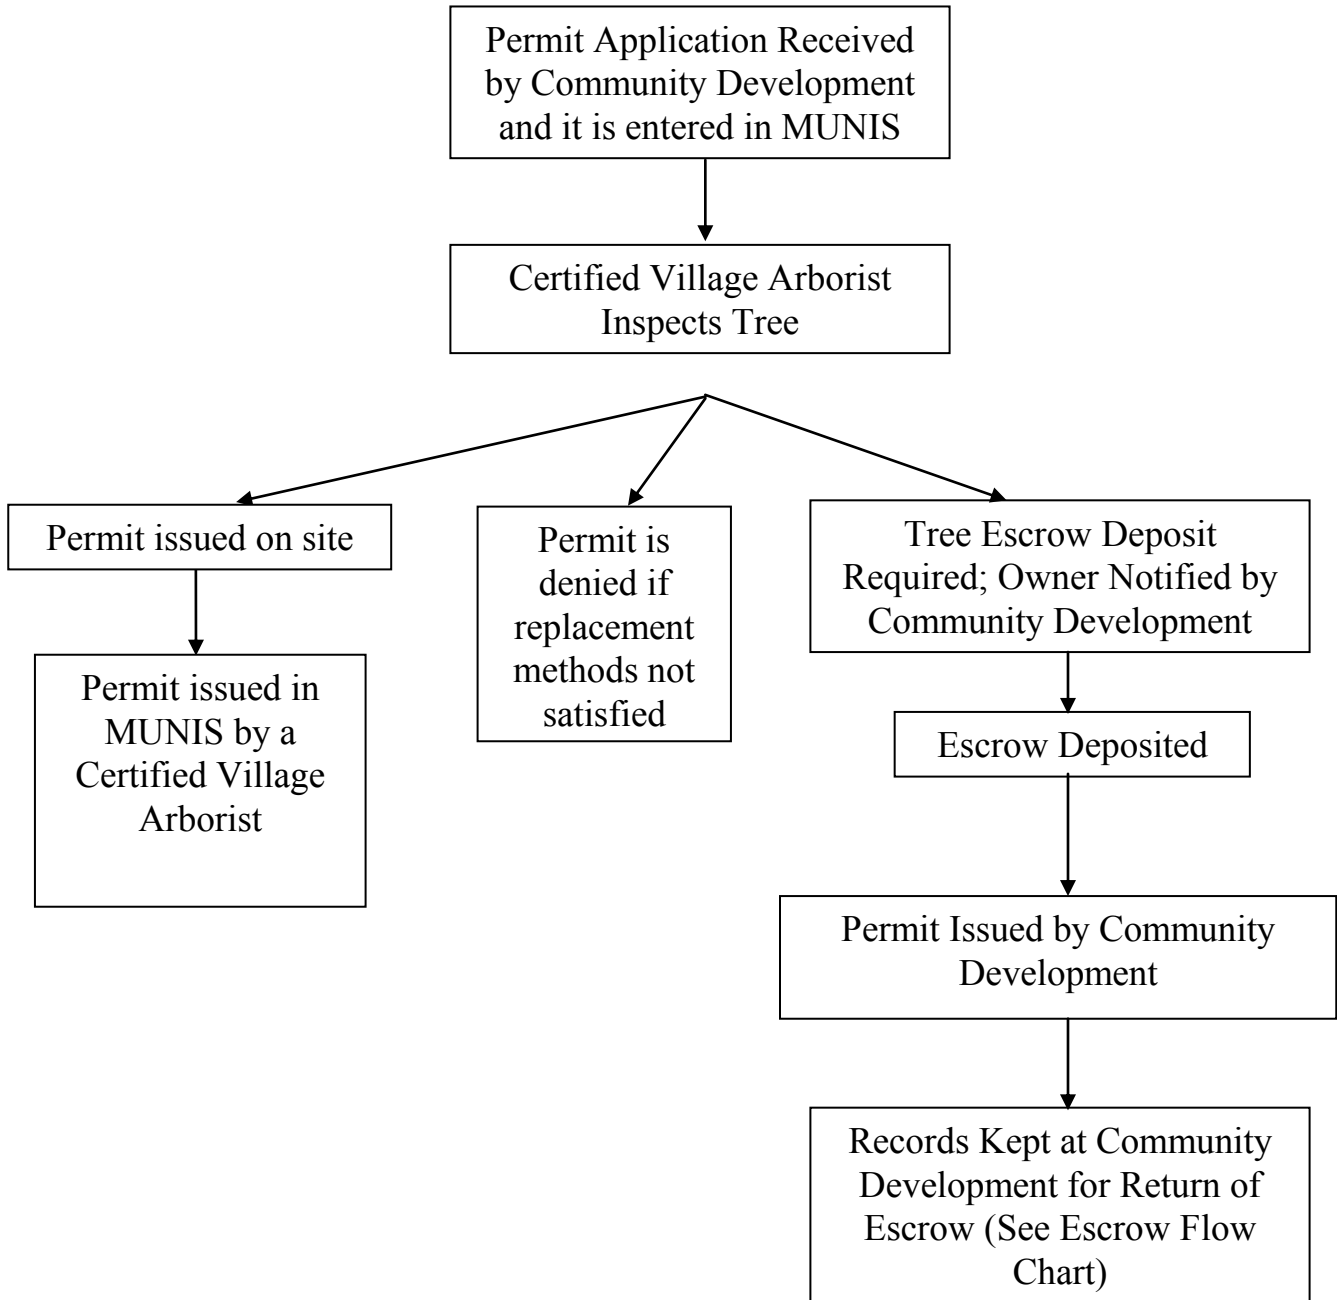 Permit Application Received
by Community Development
and it is entered in MUNIS
Certified Village Arborist
Inspects Tree
Permit issued on site
Permit issued in
MUNIS by a
Certified Village
Arborist
Permit is
denied if
replacement
methods not
satisfied
Tree Escrow Deposit
Required; Owner Notified by
Community Development
Escrow Deposited
Permit Issued by Community
Development
Records Kept at Community
Development for Return of
Escrow (See Escrow Flow
Chart)